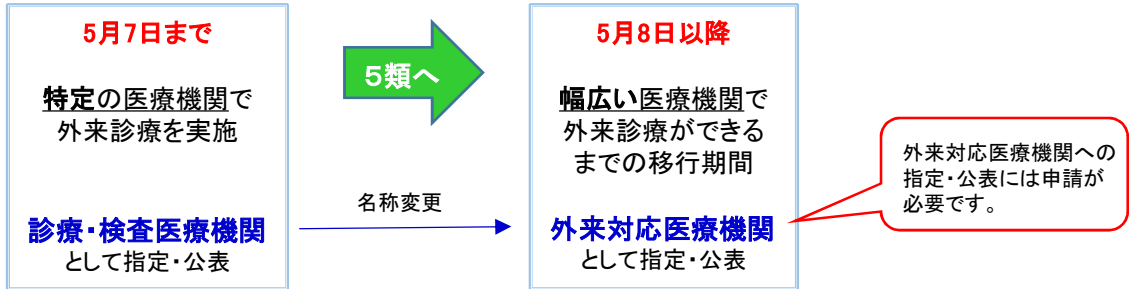 5月7日まで
特定の医療機関で
外来診療を実施
診療・検査医療機関
として指定・公表
５類へ
名称変更
5月8日以降
幅広い医療機関で
外来診療ができる
までの移行期間
外来対応医療機関
として指定・公表
外来対応医療機関への
指定・公表には申請が
必要です。